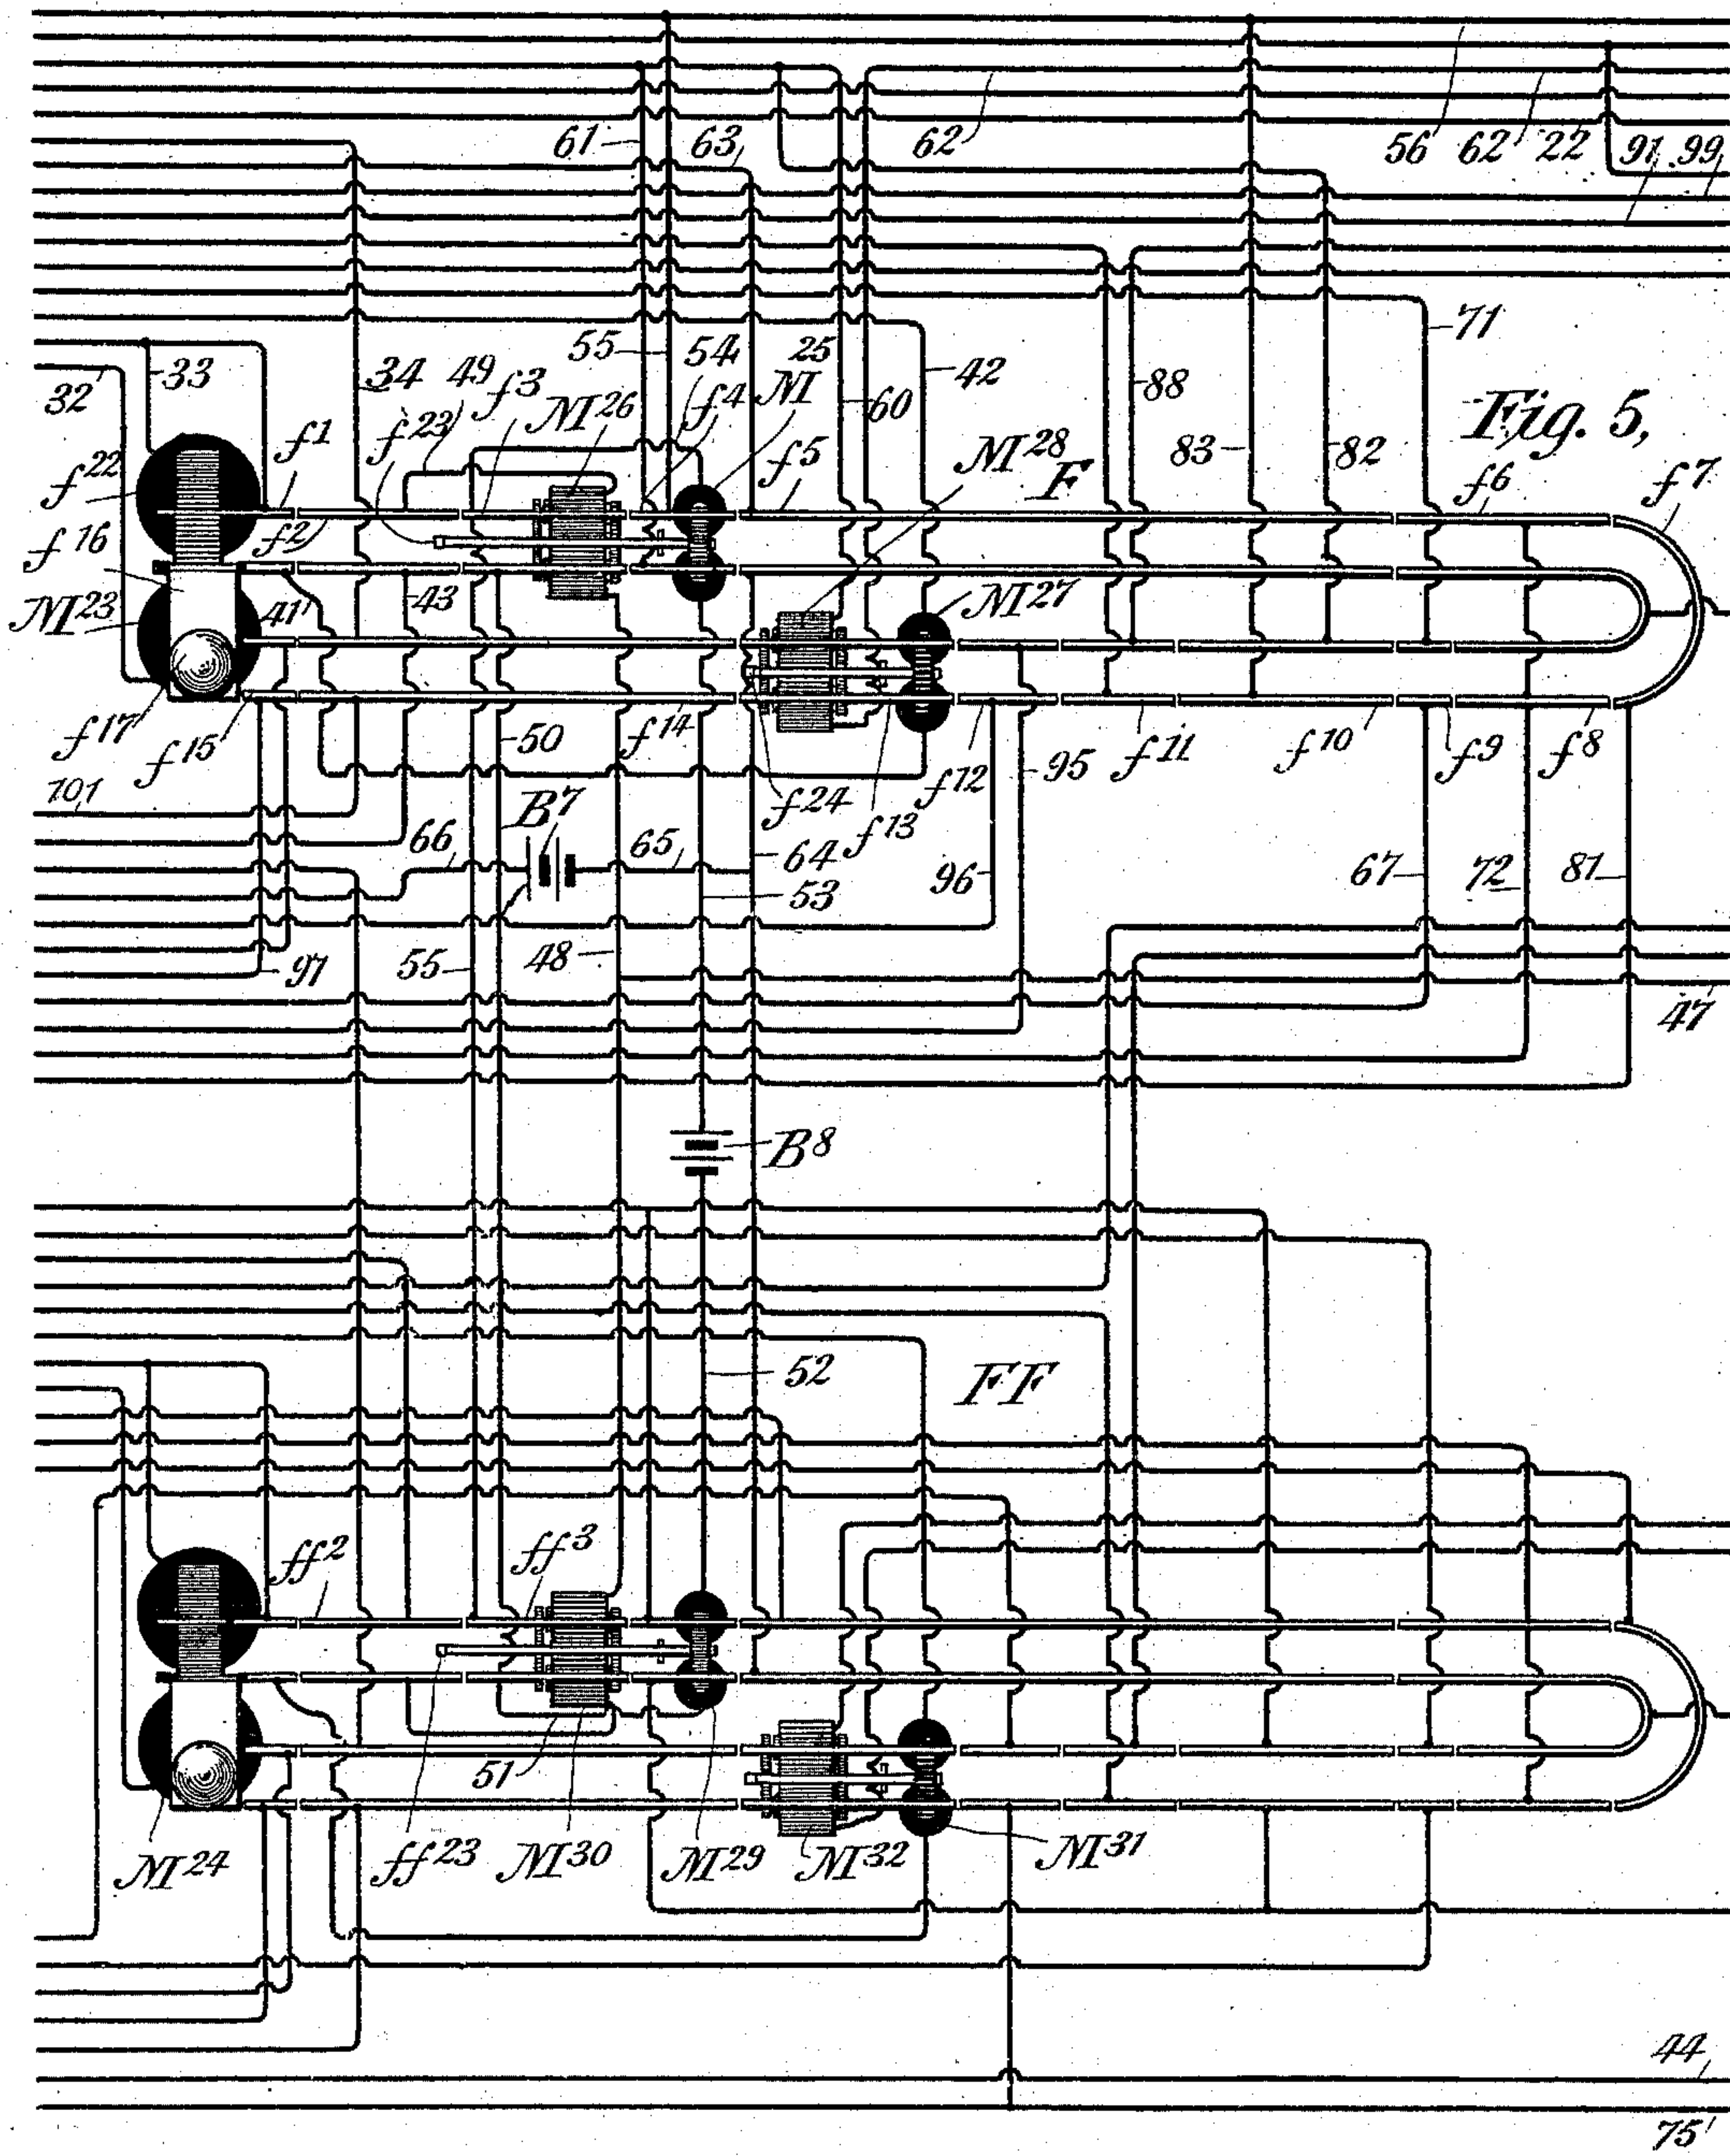 61 63 62 56 62 22 91 99
71
55 54 25 M
32 33 34 f23 49 f3 M26 f4 60 42 88
Fig. 5,
f22 f1 f5 M28 F 83 82 f6 f7
f16 f2
M23 41 43 M27
f17 f15 50 f14 f24 f13 f12 95 f11 f10 f9 f8
101 66 B7 65 64 96 67 72 81
53
97 55 48
47
B8
52 FF
ff2 ff3
51
M24 ff23 M30 M29 M32 M31
44
75